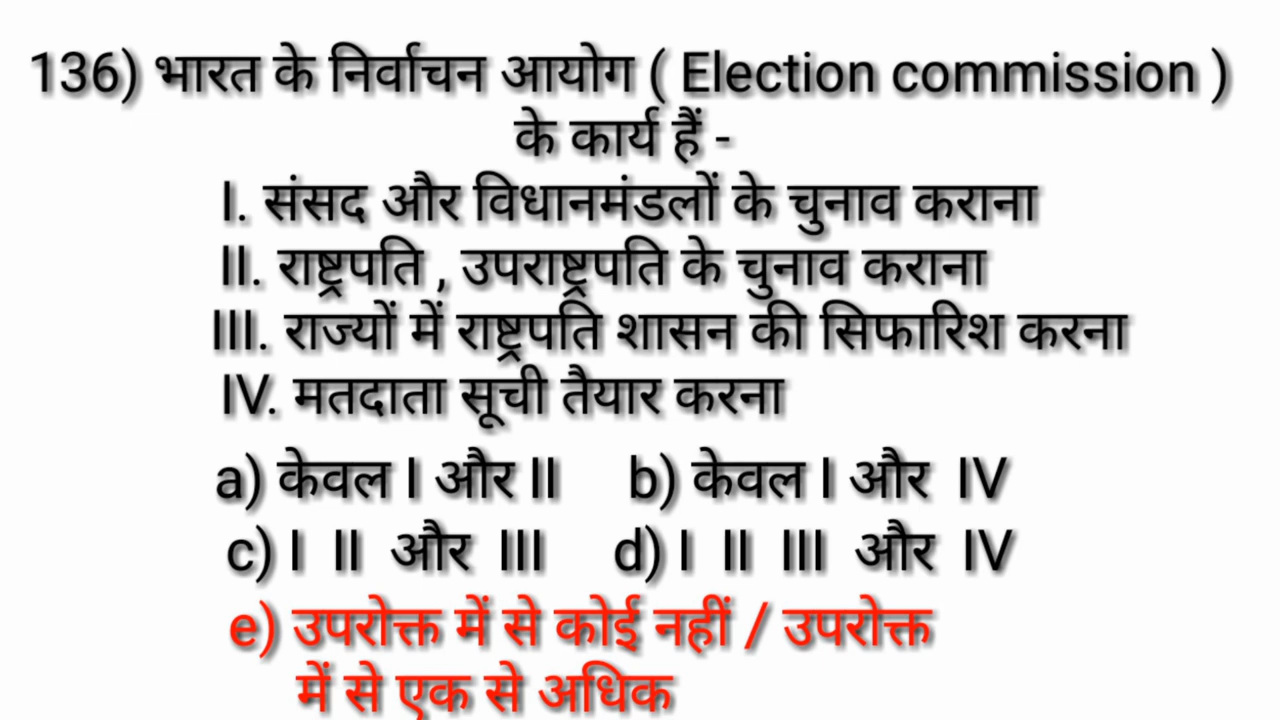 136) भारत के निर्वाचन आयोग ( Election commission )
के कार्य हैं -
I. संसद और विधानमंडलों के चुनाव कराना
II. राष्ट्रपति , उपराष्ट्रपति के चुनाव कराना
III. राज्यों में राष्ट्रपति शासन की सिफारिश करना
IV. मतदाता सूची तैयार करना
a) केवल I और II b) केवल I और IV
c) I II और III d) I II III और IV
e) उपरोक्त में से कोई नहीं / उपरोक्त
में से एक से अधिक